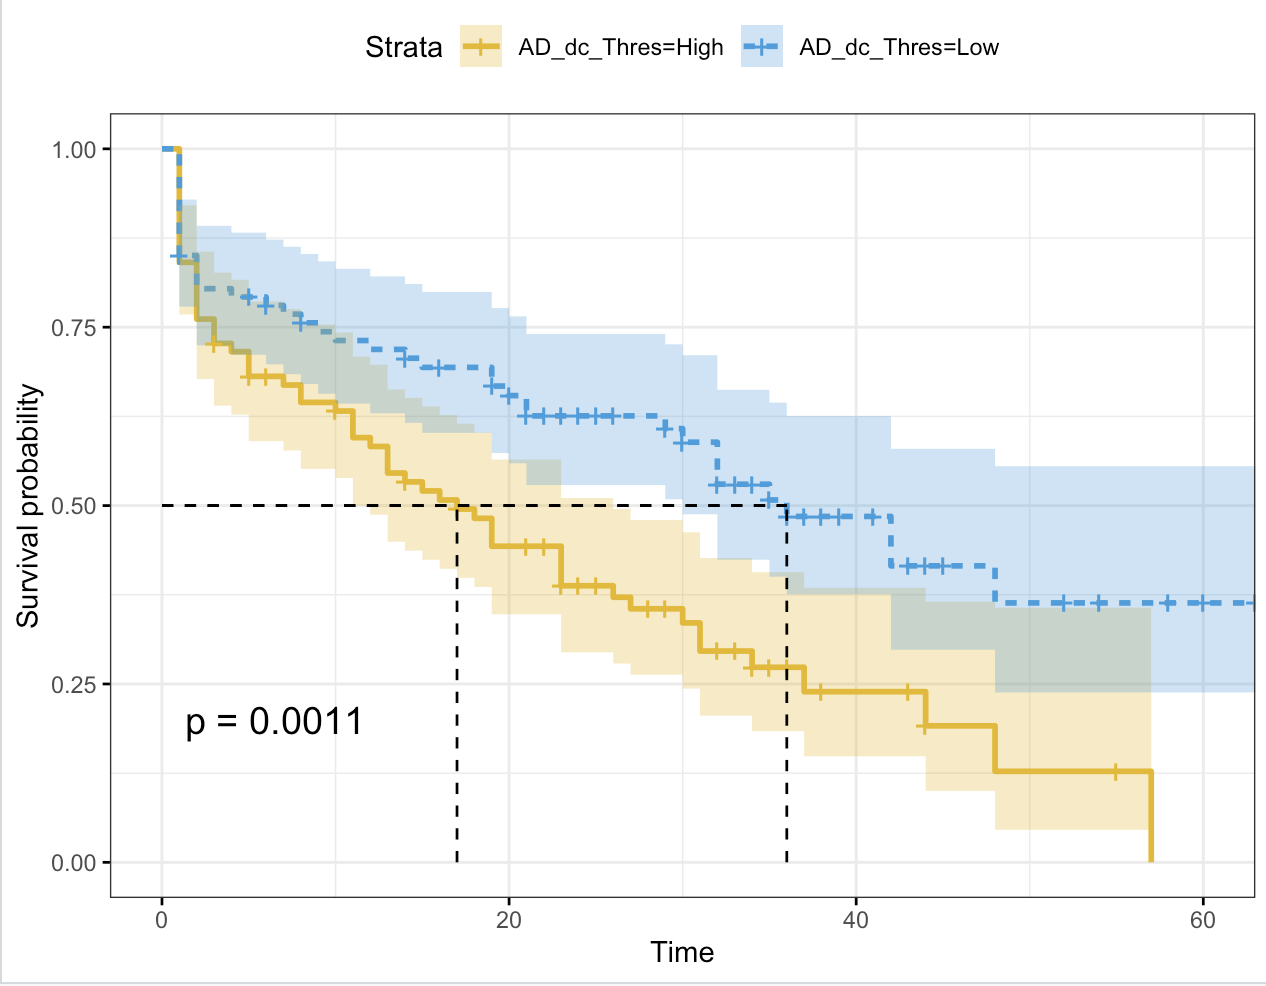 Strata AD_dc_Thres=High AD_dc_Thres=Low
1.00
0.75
0.50
0.25
0.00
Survival probability
p = 0.0011
0 20 40 60
Time